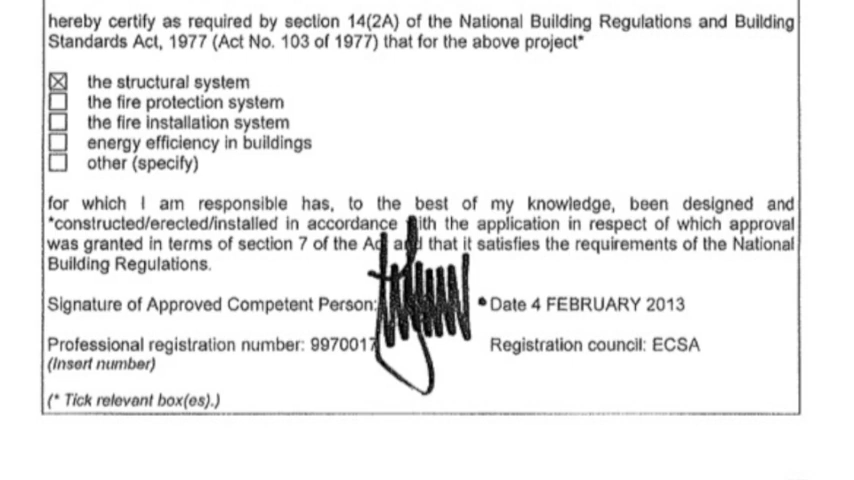 hereby certify as required by section 14(2A) of the National Building Regulations and Building
Standards Act, 1977 (Act No. 103 of 1977) that for the above project*
☒ the structural system
☐ the fire protection system
☐ the fire installation system
☐ energy efficiency in buildings
☐ other (specify)
for which I am responsible has, to the best of my knowledge, been designed and
*constructed/erected/installed in accordance with the application in respect of which approval
was granted in terms of section 7 of the Act and that it satisfies the requirements of the National
Building Regulations.
Signature of Approved Competent Person: Date 4 FEBRUARY 2013
Professional registration number: 9970017 Registration council: ECSA
(Insert number)
(* Tick relevant box(es).)